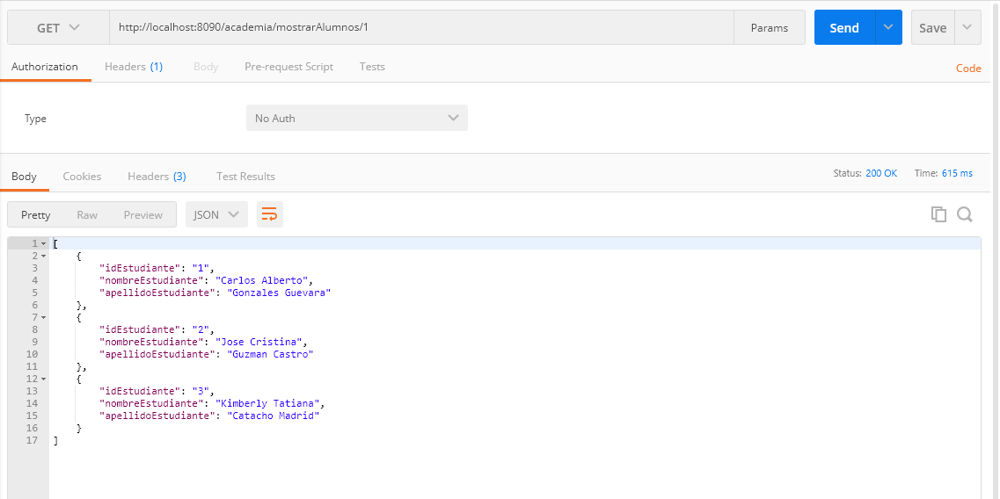 GET http://localhost:8090/academia/mostrarAlumnos/1 Params Send Save
Authorization Headers (1) Body Pre-request Script Tests Code
Type No Auth
Body Cookies Headers (3) Test Results Status: 200 OK Time: 615 ms
Pretty Raw Preview JSON
1 [
2 {
3 "idEstudiante": "1",
4 "nombreEstudiante": "Carlos Alberto",
5 "apellidoEstudiante": "Gonzales Guevara"
6 },
7 {
8 "idEstudiante": "2",
9 "nombreEstudiante": "Jose Cristina",
10 "apellidoEstudiante": "Guzman Castro"
11 },
12 {
13 "idEstudiante": "3",
14 "nombreEstudiante": "Kimberly Tatiana",
15 "apellidoEstudiante": "Catacho Madrid"
16 }
17 ]